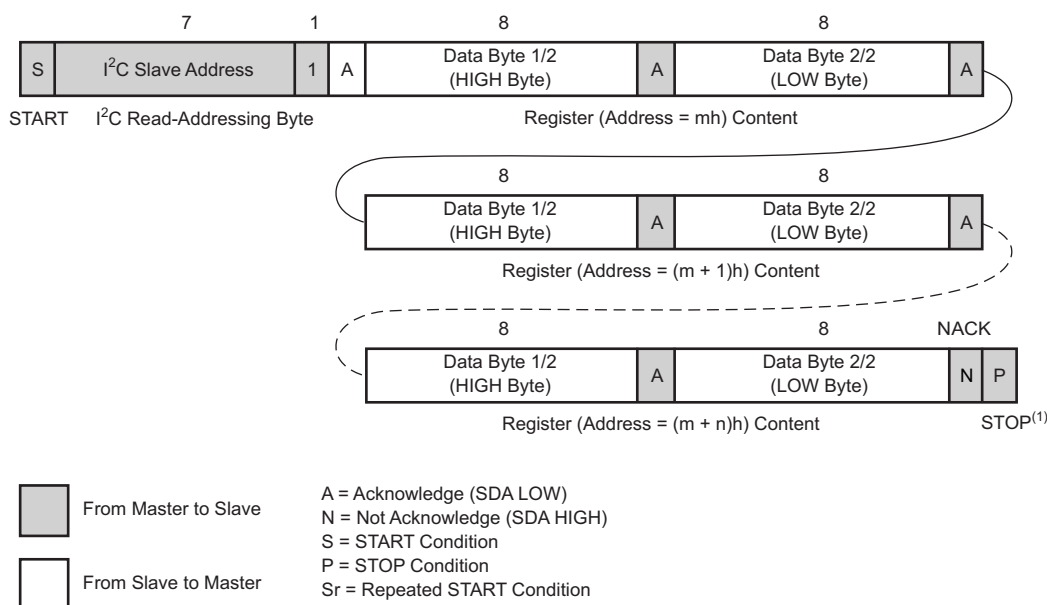 7 1 8 8
S I²C Slave Address 1 A Data Byte 1/2 (HIGH Byte) A Data Byte 2/2 (LOW Byte) A
START I²C Read-Addressing Byte Register (Address = mh) Content
8 8
Data Byte 1/2 (HIGH Byte) A Data Byte 2/2 (LOW Byte) A
Register (Address = (m + 1)h) Content
8 8 NACK
Data Byte 1/2 (HIGH Byte) A Data Byte 2/2 (LOW Byte) N P
Register (Address = (m + n)h) Content STOP⁽¹⁾
From Master to Slave
From Slave to Master
A = Acknowledge (SDA LOW)
N = Not Acknowledge (SDA HIGH)
S = START Condition
P = STOP Condition
Sr = Repeated START Condition